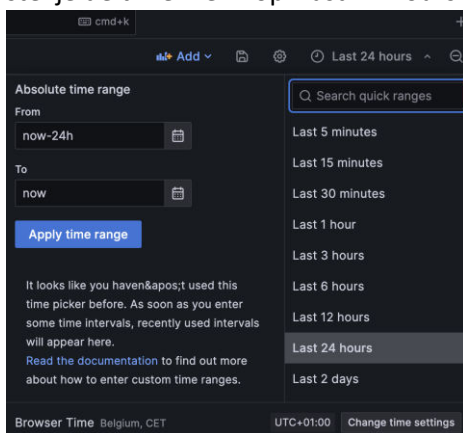 cmd+k
Add
Last 24 hours
Absolute time range
From
now-24h
To
now
Apply time range
It looks like you haven&apos;t used this
time picker before. As soon as you enter
some time intervals, recently used intervals
will appear here.
Read the documentation to find out more
about how to enter custom time ranges.
Search quick ranges
Last 5 minutes
Last 15 minutes
Last 30 minutes
Last 1 hour
Last 3 hours
Last 6 hours
Last 12 hours
Last 24 hours
Last 2 days
Browser Time Belgium, CET
UTC+01:00
Change time settings